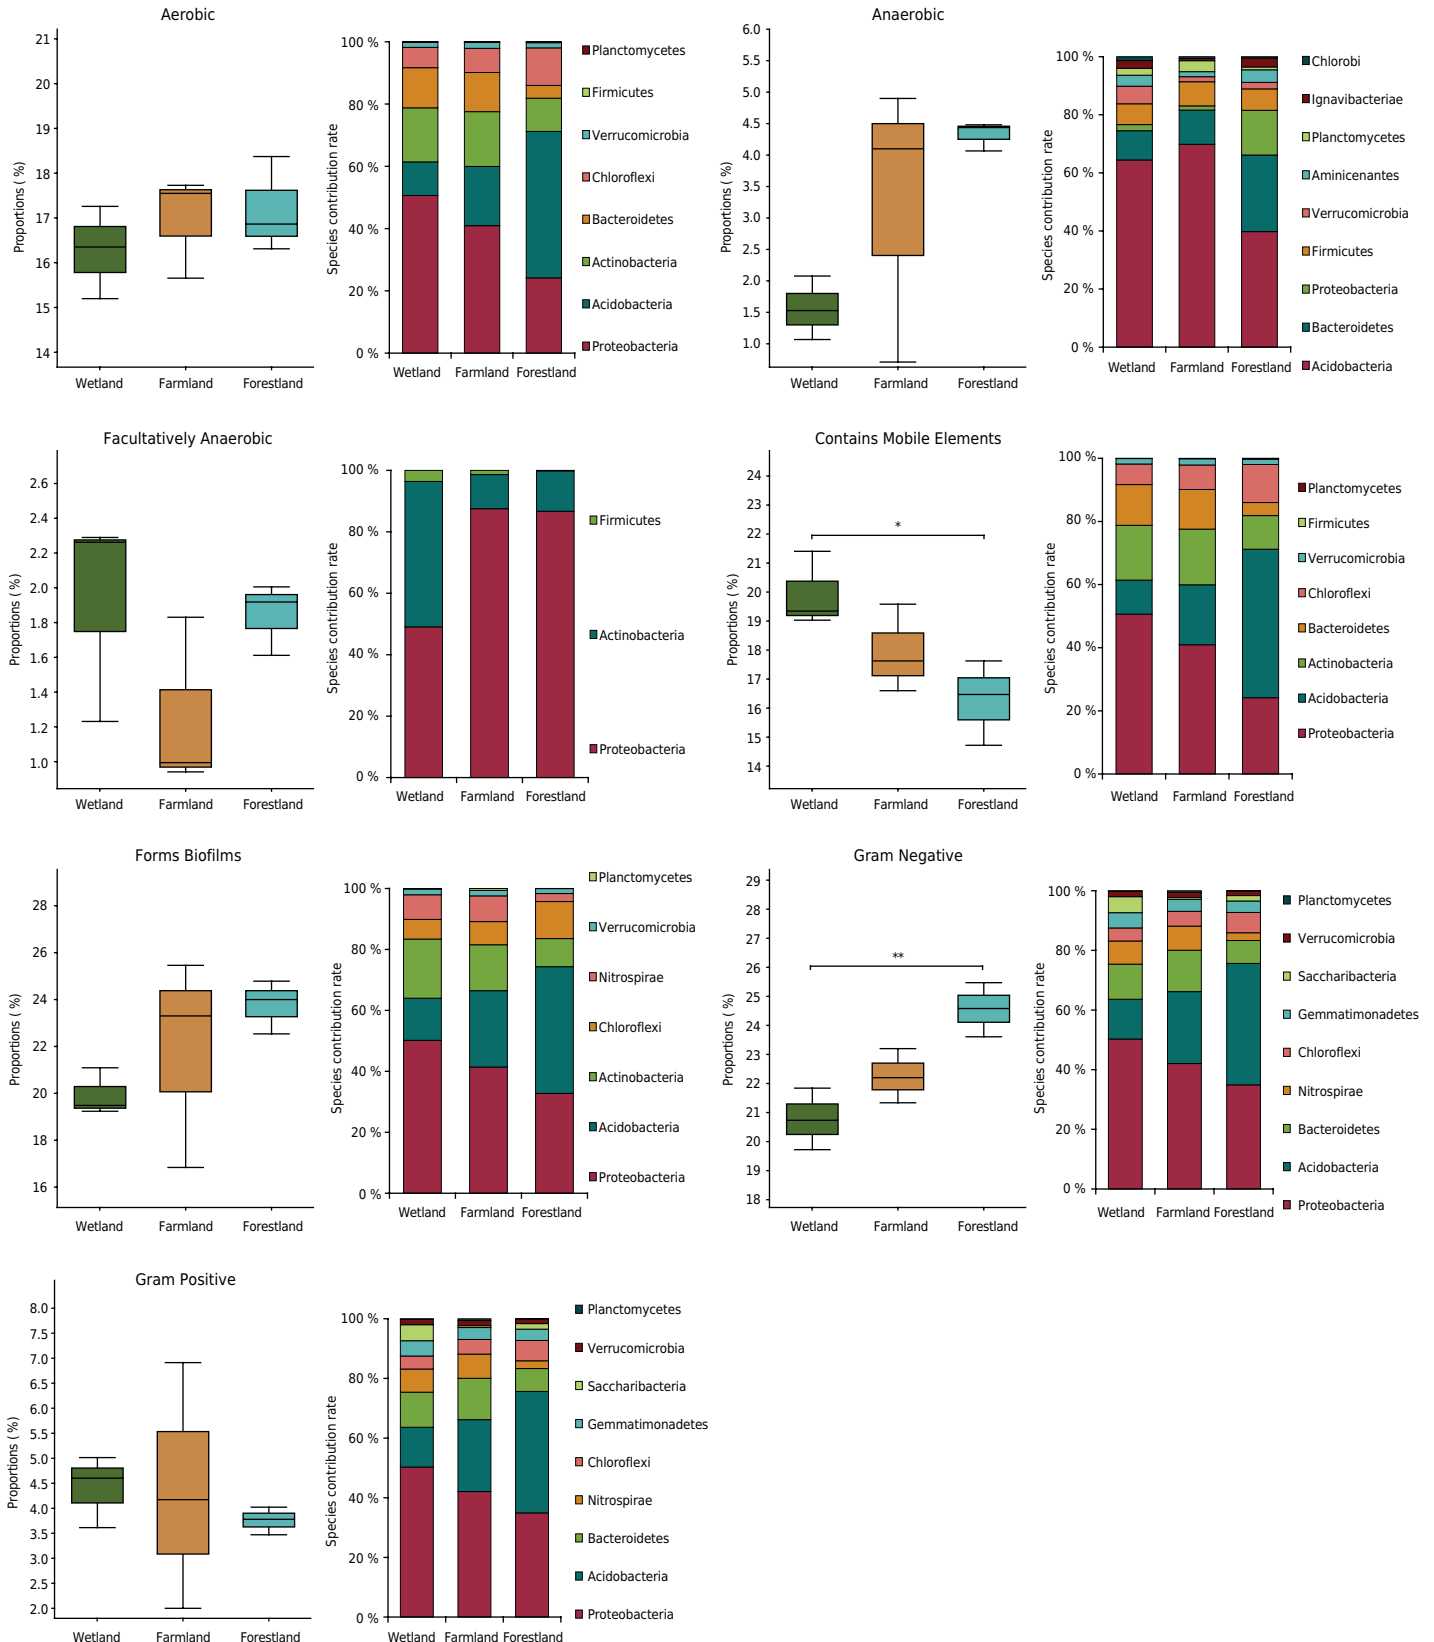 Aerobic
Proportions ( %)
21
20
19
18
17
16
15
14
Wetland
Farmland
Forestland
Species contribution rate
100 %
80 %
60 %
40 %
20 %
0 %
Wetland
Farmland
Forestland
Planctomycetes
Firmicutes
Verrucomicrobia
Chloroflexi
Bacteroidetes
Actinobacteria
Acidobacteria
Proteobacteria
Anaerobic
Proportions ( %)
6.0
5.5
5.0
4.5
4.0
3.5
3.0
2.5
2.0
1.5
1.0
Wetland
Farmland
Forestland
Species contribution rate
100 %
80 %
60 %
40 %
20 %
0 %
Wetland
Farmland
Forestland
Chlorobi
Ignavibacteriae
Planctomycetes
Aminicenantes
Verrucomicrobia
Firmicutes
Proteobacteria
Bacteroidetes
Acidobacteria
Facultatively Anaerobic
Proportions ( %)
2.6
2.4
2.2
2.0
1.8
1.6
1.4
1.2
1.0
Wetland
Farmland
Forestland
Species contribution rate
100 %
80 %
60 %
40 %
20 %
0 %
Wetland
Farmland
Forestland
Firmicutes
Actinobacteria
Proteobacteria
Contains Mobile Elements
Proportions ( %)
24
23
22
21
20
19
18
17
16
15
14
*
Wetland
Farmland
Forestland
Species contribution rate
100 %
80 %
60 %
40 %
20 %
0 %
Wetland
Farmland
Forestland
Planctomycetes
Firmicutes
Verrucomicrobia
Chloroflexi
Bacteroidetes
Actinobacteria
Acidobacteria
Proteobacteria
Forms Biofilms
Proportions ( %)
28
26
24
22
20
18
16
Wetland
Farmland
Forestland
Species contribution rate
100 %
80 %
60 %
40 %
20 %
0 %
Wetland
Farmland
Forestland
Planctomycetes
Verrucomicrobia
Nitrospirae
Chloroflexi
Actinobacteria
Acidobacteria
Proteobacteria
Gram Negative
Proportions ( %)
29
28
27
26
25
24
23
22
21
20
19
18
**
Wetland
Farmland
Forestland
Species contribution rate
100 %
80 %
60 %
40 %
20 %
0 %
Wetland
Farmland
Forestland
Planctomycetes
Verrucomicrobia
Saccharibacteria
Gemmatimonadetes
Chloroflexi
Nitrospirae
Bacteroidetes
Acidobacteria
Proteobacteria
Gram Positive
Proportions ( %)
8.0
7.5
7.0
6.5
6.0
5.5
5.0
4.5
4.0
3.5
3.0
2.5
2.0
Wetland
Farmland
Forestland
Species contribution rate
100 %
80 %
60 %
40 %
20 %
0 %
Wetland
Farmland
Forestland
Planctomycetes
Verrucomicrobia
Saccharibacteria
Gemmatimonadetes
Chloroflexi
Nitrospirae
Bacteroidetes
Acidobacteria
Proteobacteria